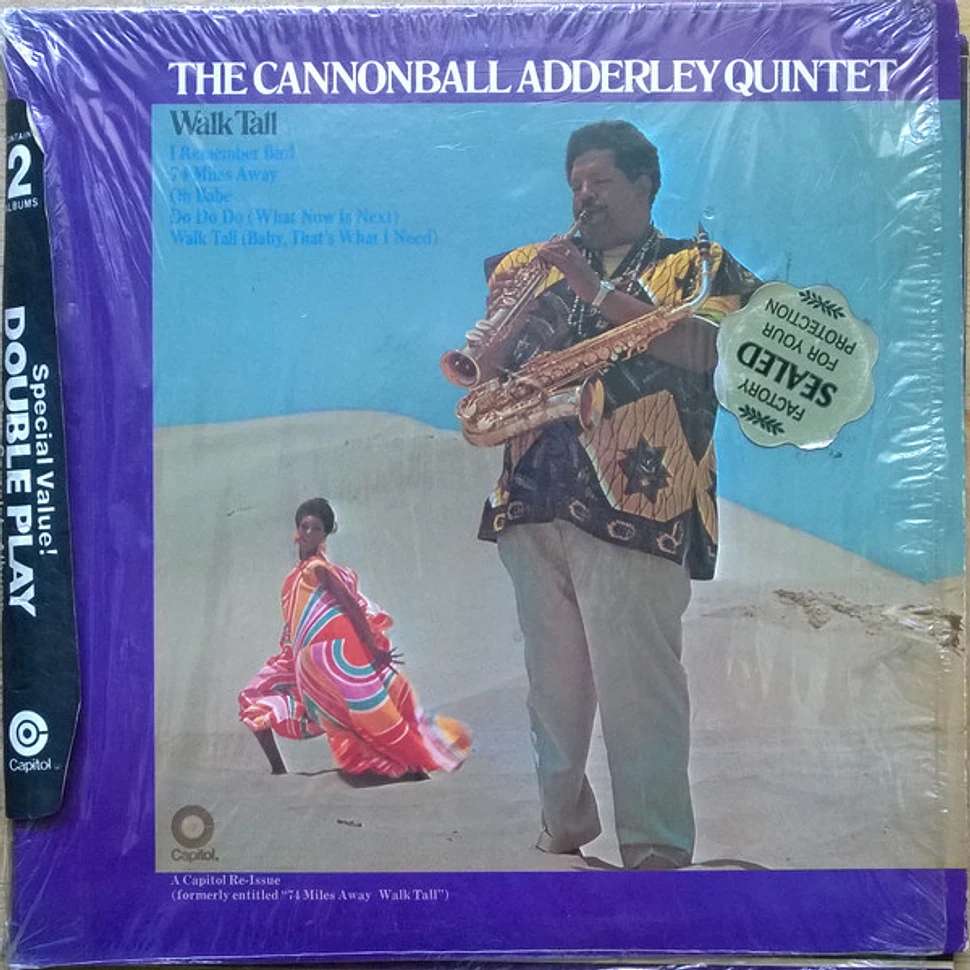 THE CANNONBALL ADDERLEY QUINTET
Walk Tall
I Remember Bird
74 Miles Away
Oh Babe
Do Do Do (What Now Is Next)
Walk Tall (Baby, That's What I Need)
2
ALBUMS
Special Value!
DOUBLE PLAY
Capitol
FACTORY
SEALED
FOR YOUR
PROTECTION
Capitol
A Capitol Re-Issue
(formerly entitled "74 Miles Away Walk Tall")